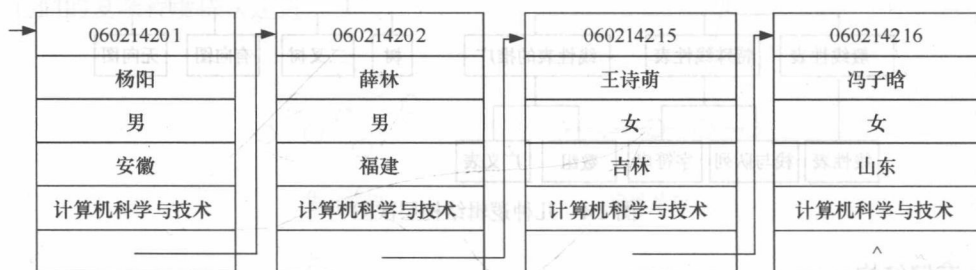 060214201
杨阳
男
安徽
计算机科学与技术
060214202
薛林
男
福建
计算机科学与技术
060214215
王诗萌
女
吉林
计算机科学与技术
060214216
冯子晗
女
山东
计算机科学与技术
^